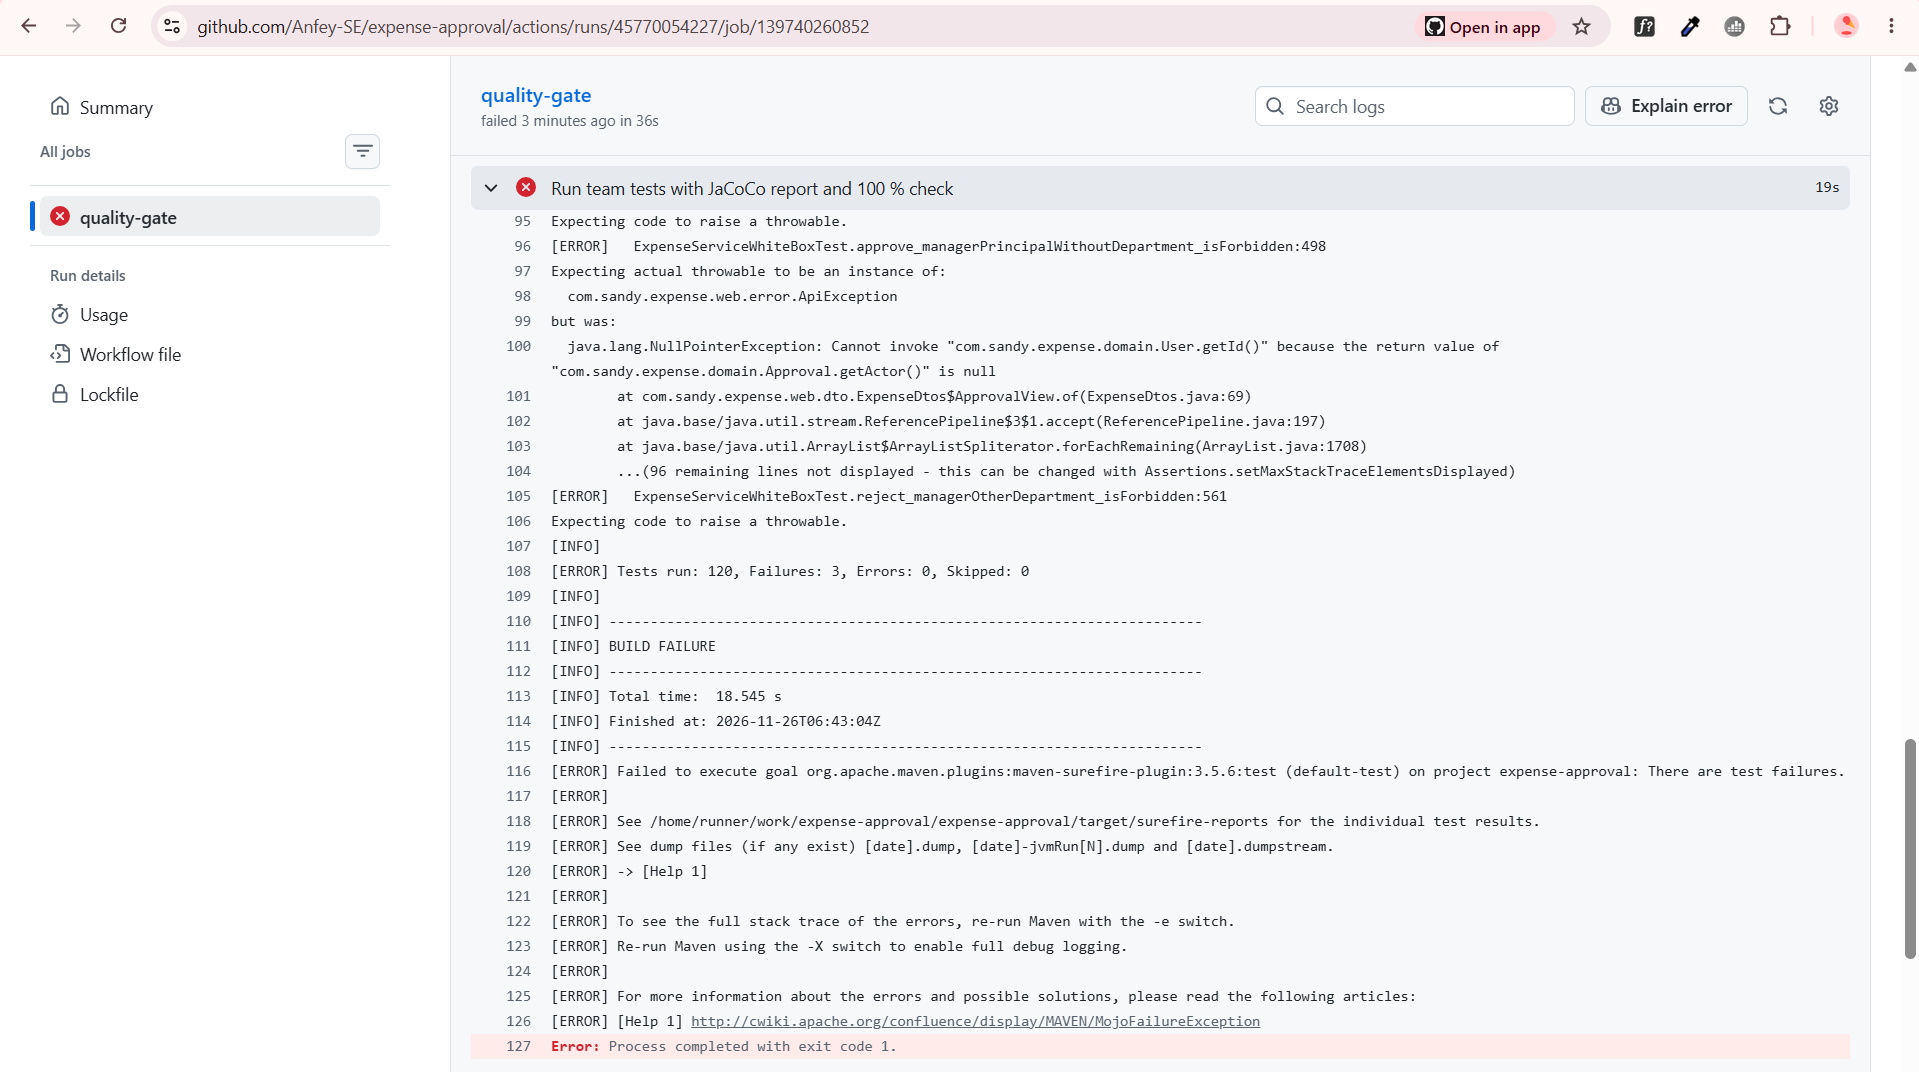 github.com/Anfey-SE/expense-approval/actions/runs/45770054227/job/139740260852
Open in app
Summary
All jobs
quality-gate
Run details
Usage
Workflow file
Lockfile
quality-gate
failed 3 minutes ago in 36s
Search logs
Explain error
Run team tests with JaCoCo report and 100 % check
19s
95 Expecting code to raise a throwable.
96 [ERROR]   ExpenseServiceWhiteBoxTest.approve_managerPrincipalWithoutDepartment_isForbidden:498
97 Expecting actual throwable to be an instance of:
98   com.sandy.expense.web.error.ApiException
99 but was:
100   java.lang.NullPointerException: Cannot invoke "com.sandy.expense.domain.User.getId()" because the return value of
"com.sandy.expense.domain.Approval.getActor()" is null
101         at com.sandy.expense.web.dto.ExpenseDtos$ApprovalView.of(ExpenseDtos.java:69)
102         at java.base/java.util.stream.ReferencePipeline$3$1.accept(ReferencePipeline.java:197)
103         at java.base/java.util.ArrayList$ArrayListSpliterator.forEachRemaining(ArrayList.java:1708)
104         ...(96 remaining lines not displayed - this can be changed with Assertions.setMaxStackTraceElementsDisplayed)
105 [ERROR]   ExpenseServiceWhiteBoxTest.reject_managerOtherDepartment_isForbidden:561
106 Expecting code to raise a throwable.
107 [INFO]
108 [ERROR] Tests run: 120, Failures: 3, Errors: 0, Skipped: 0
109 [INFO]
110 [INFO] ------------------------------------------------------------------------
111 [INFO] BUILD FAILURE
112 [INFO] ------------------------------------------------------------------------
113 [INFO] Total time:  18.545 s
114 [INFO] Finished at: 2026-11-26T06:43:04Z
115 [INFO] ------------------------------------------------------------------------
116 [ERROR] Failed to execute goal org.apache.maven.plugins:maven-surefire-plugin:3.5.6:test (default-test) on project expense-approval: There are test failures.
117 [ERROR]
118 [ERROR] See /home/runner/work/expense-approval/expense-approval/target/surefire-reports for the individual test results.
119 [ERROR] See dump files (if any exist) [date].dump, [date]-jvmRun[N].dump and [date].dumpstream.
120 [ERROR] -> [Help 1]
121 [ERROR]
122 [ERROR] To see the full stack trace of the errors, re-run Maven with the -e switch.
123 [ERROR] Re-run Maven using the -X switch to enable full debug logging.
124 [ERROR]
125 [ERROR] For more information about the errors and possible solutions, please read the following articles:
126 [ERROR] [Help 1] http://cwiki.apache.org/confluence/display/MAVEN/MojoFailureException
127 Error: Process completed with exit code 1.